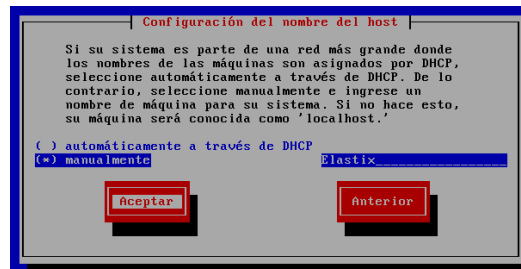 Configuración del nombre del host
Si su sistema es parte de una red más grande donde
los nombres de las máquinas son asignados por DHCP,
seleccione automáticamente a través de DHCP. De lo
contrario, seleccione manualmente e ingrese un
nombre de máquina para su sistema. Si no hace esto,
su máquina será conocida como 'localhost.'
( ) automáticamente a través de DHCP
(*) manualmente Elastix__________________
Aceptar Anterior